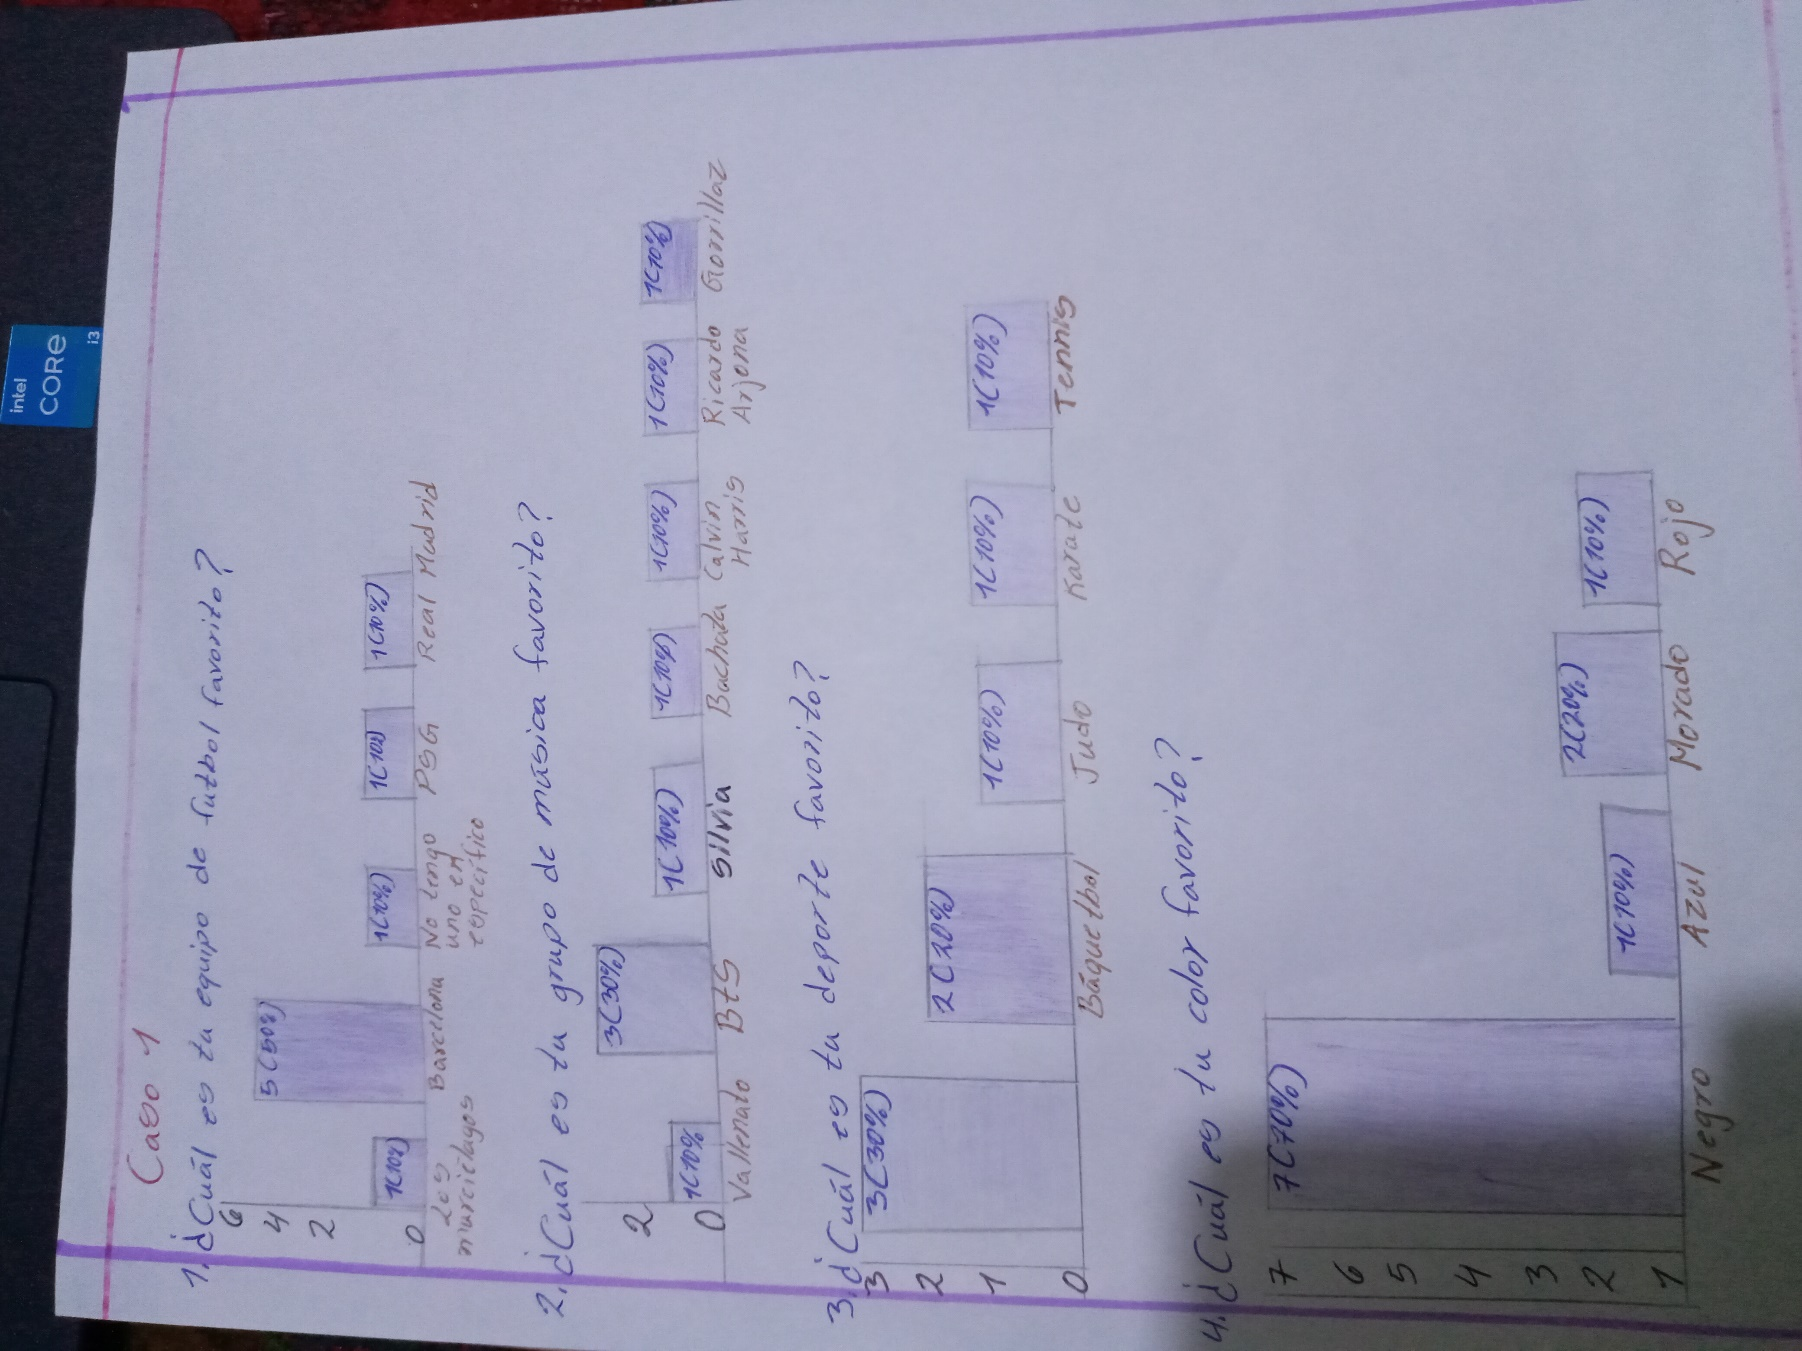 intel
CORE
i3
Caso 1
1. ¿Cuál es tu equipo de futbol favorito?
6
4
2
0
1(10%)
5(50%)
1(10%)
1(10%)
1(10%)
Los murcielagos
Barcelona
No tengo uno en especifico
PSG
Real Madrid
2. ¿Cuál es tu grupo de música favorito?
2
0
1(10%
3(30%)
1(10%)
1(10%)
1(10%)
1(10%)
1(10%)
Vallenato
BtS
Silvia
Bachata
Calvin Harris
Ricardo Arjona
Gorrillaz
3. ¿Cuál es tu deporte favorito?
3
2
1
0
3(30%)
2(20%)
1(10%)
1(10%)
1(10%)
Básquetbol
Judo
Karate
Tennis
4. ¿Cuál es tu color favorito?
7
6
5
4
3
2
1
7(70%)
1(10%)
2(20%)
1(10%)
Negro
Azul
Morado
Rojo